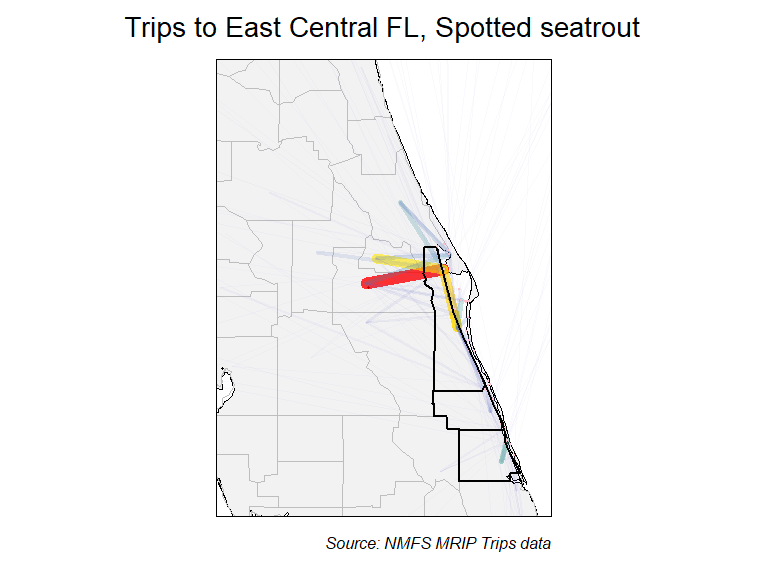 Trips to East Central FL, Spotted seatrout
Source: NMFS MRIP Trips data